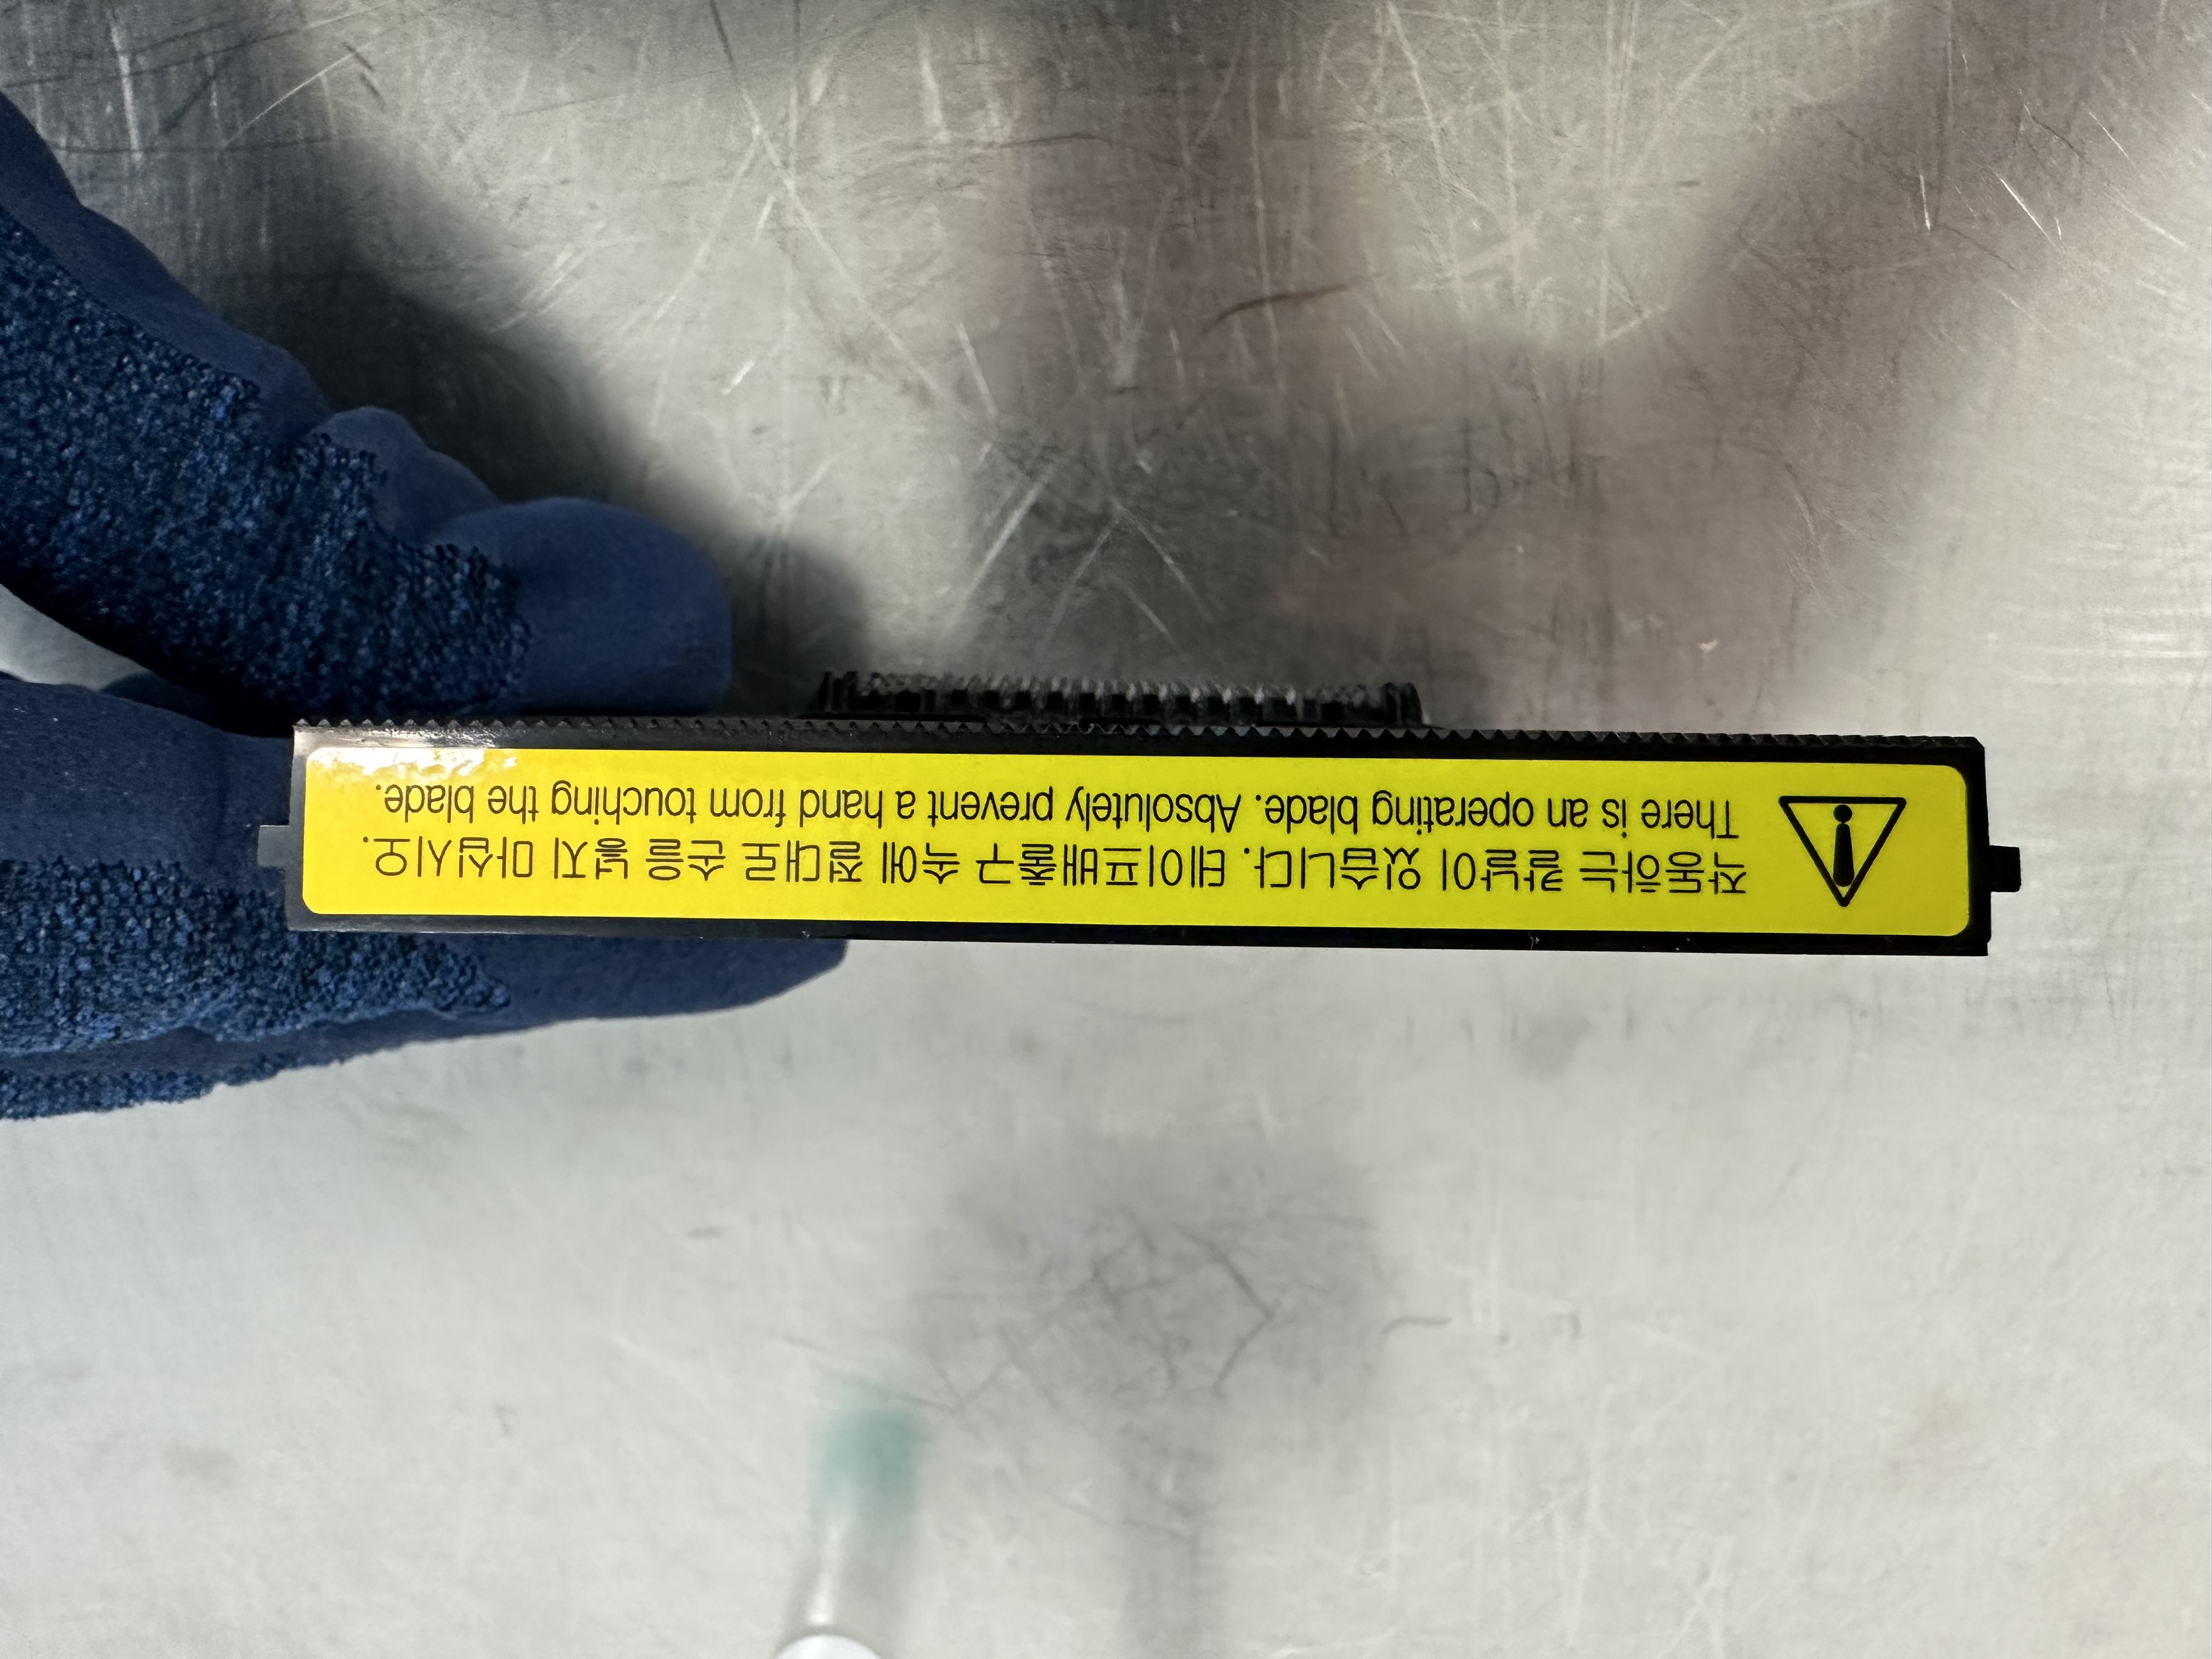 작동하는 칼날이 있습니다. 테이프배출구 속에 절대로 손을 넣지 마십시오.
There is an operating blade. Absolutely prevent a hand from touching the blade.